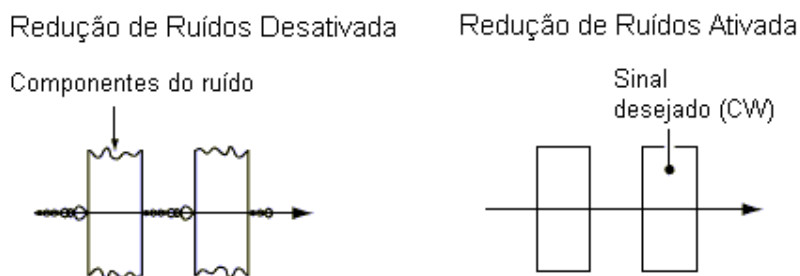 Redução de Ruídos Desativada
Redução de Ruídos Ativada
Componentes do ruído
Sinal
desejado (CW)